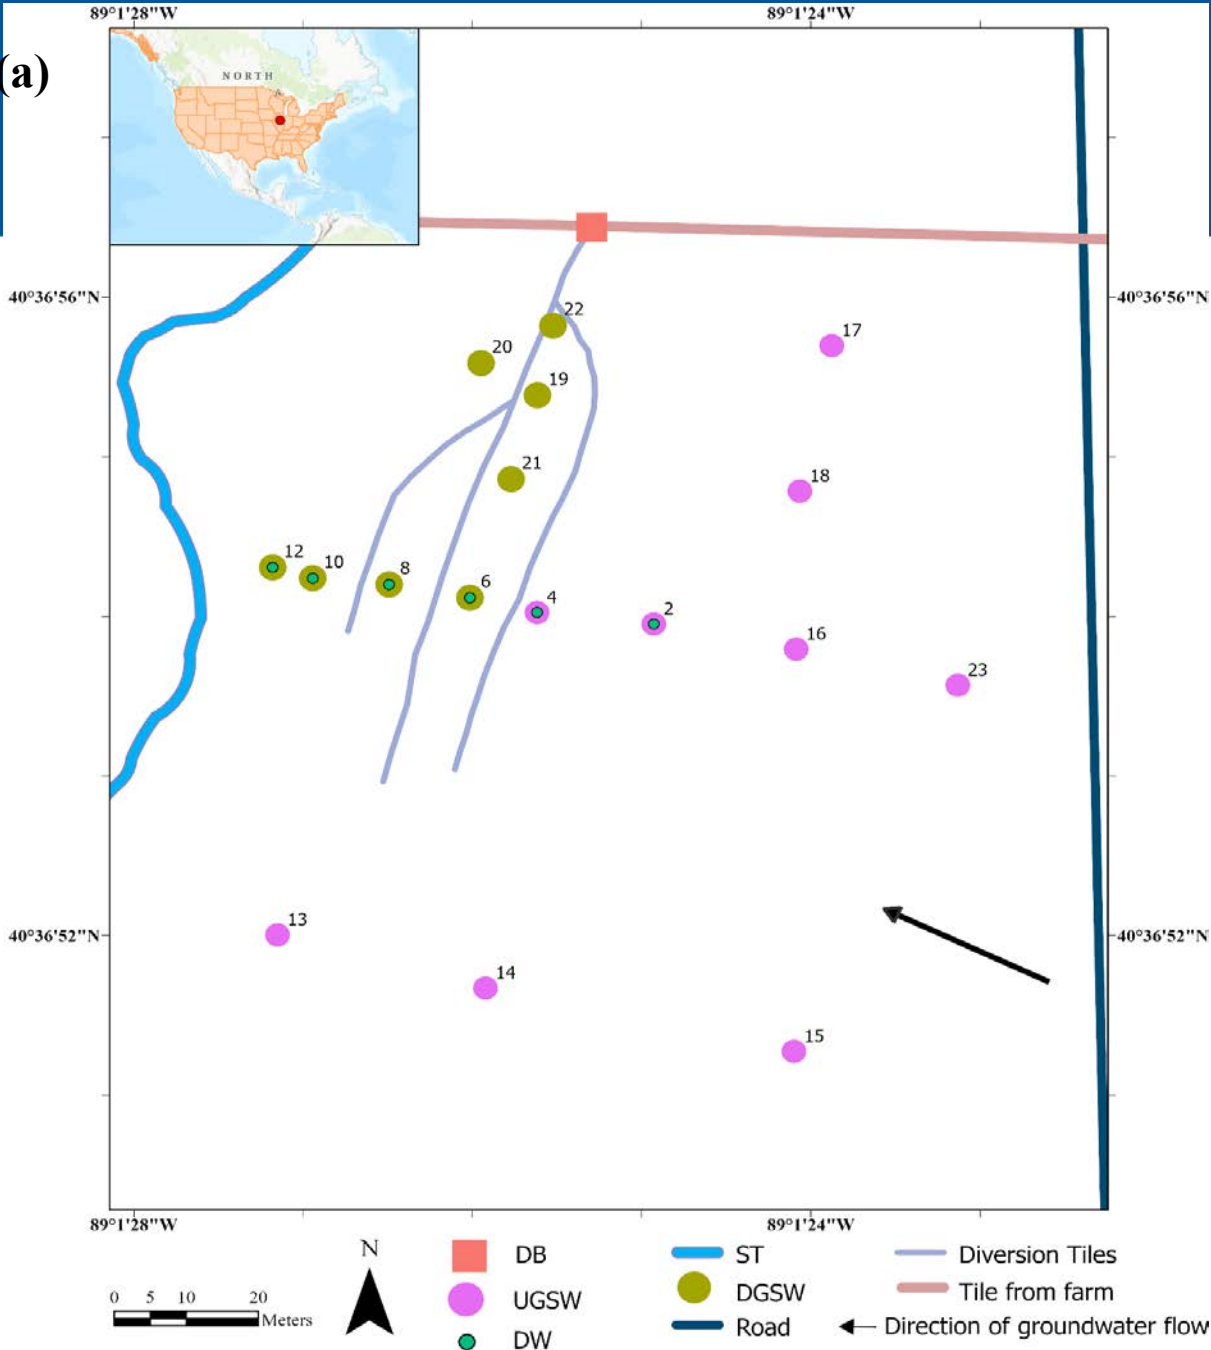 89°1'28"W 89°1'24"W
(a)
NORTH
40°36'56"N 40°36'56"N
22
17
20
19
21
18
12
10
8
6
4
2
16
23
13
40°36'52"N 40°36'52"N
14
15
89°1'28"W 89°1'24"W
N
DB ST Diversion Tiles
0 5 10 20
Meters
UGSW DGSW Tile from farm
DW Road Direction of groundwater flow